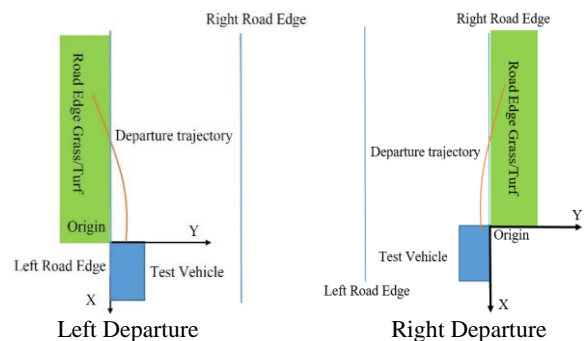 Right Road Edge
Road Edge Grass/Turf
Departure trajectory
Origin
Y
Left Road Edge
Test Vehicle
X
Left Departure
Right Road Edge
Road Edge Grass/Turf
Departure trajectory
Y
Origin
Test Vehicle
Left Road Edge
X
Right Departure